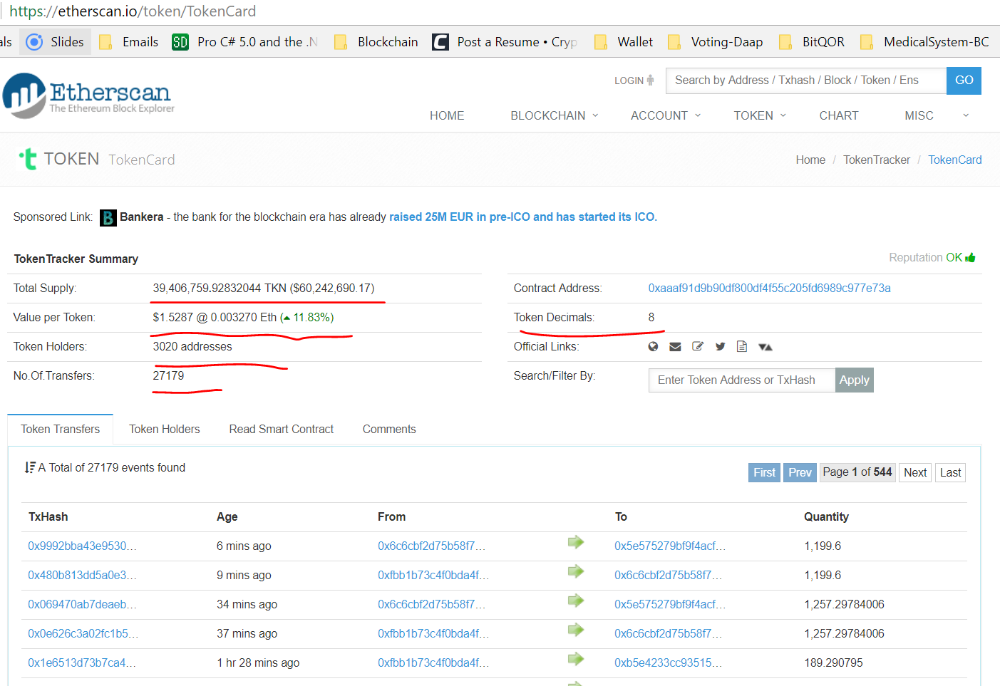 https://etherscan.io/token/TokenCard
als Slides Emails SD Pro C# 5.0 and the .N Blockchain Post a Resume • Cryp Wallet Voting-Daap BitQOR MedicalSystem-BC
Etherscan
The Ethereum Block Explorer
LOGIN Search by Address / Txhash / Block / Token / Ens GO
HOME BLOCKCHAIN ACCOUNT TOKEN CHART MISC
TOKEN TokenCard Home / TokenTracker / TokenCard
Sponsored Link: B Bankera - the bank for the blockchain era has already raised 25M EUR in pre-ICO and has started its ICO.
TokenTracker Summary Reputation OK
Total Supply: 39,406,759.92832044 TKN ($60,242,690.17) Contract Address: 0xaaaf91d9b90df800df4f55c205fd6989c977e73a
Value per Token: $1.5287 @ 0.003270 Eth (11.83%) Token Decimals: 8
Token Holders: 3020 addresses Official Links:
No.Of.Transfers: 27179 Search/Filter By: Enter Token Address or TxHash Apply
Token Transfers Token Holders Read Smart Contract Comments
A Total of 27179 events found First Prev Page 1 of 544 Next Last
TxHash Age From To Quantity
0x9992bba43e9530... 6 mins ago 0x6c6cbf2d75b58f7... 0x5e575279bf9f4acf... 1,199.6
0x480b813dd5a0e3... 9 mins ago 0xfbb1b73c4f0bda4f... 0x6c6cbf2d75b58f7... 1,199.6
0x069470ab7deaeb... 34 mins ago 0x6c6cbf2d75b58f7... 0x5e575279bf9f4acf... 1,257.29784006
0x0e626c3a02fc1b5... 37 mins ago 0xfbb1b73c4f0bda4f... 0x6c6cbf2d75b58f7... 1,257.29784006
0x1e6513d73b7ca4... 1 hr 28 mins ago 0xfbb1b73c4f0bda4f... 0xb5e4233cc93515... 189.290795